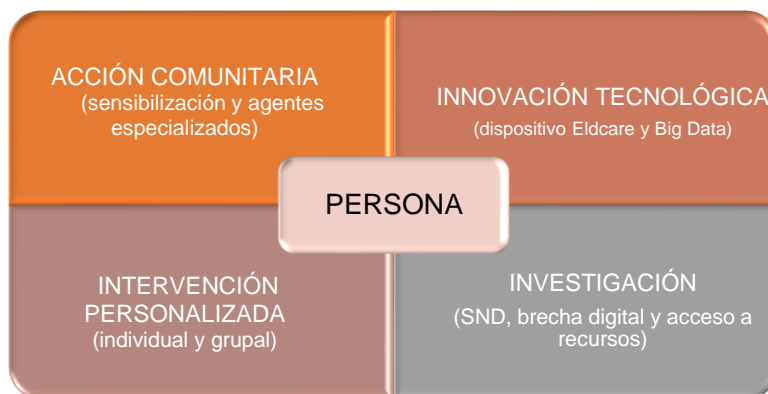 ACCIÓN COMUNITARIA
(sensibilización y agentes
especializados)
INNOVACIÓN TECNOLÓGICA
(dispositivo Eldcare y Big Data)
PERSONA
INTERVENCIÓN
PERSONALIZADA
(individual y grupal)
INVESTIGACIÓN
(SND, brecha digital y acceso a
recursos)